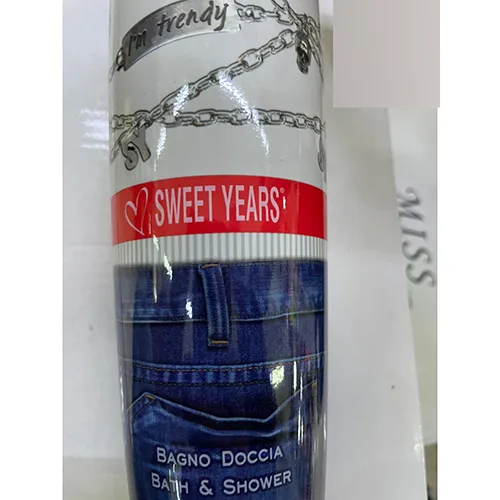 I'm trendy
SY
SWEET YEARS®
BAGNO DOCCIA
BATH & SHOWER
MISS